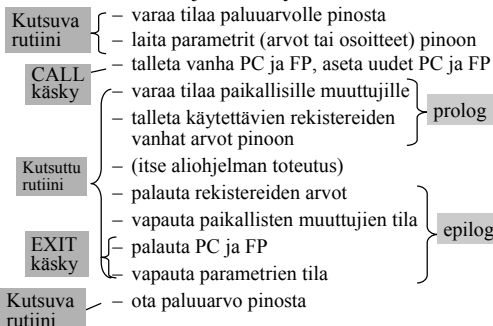 Kutsuva
rutiini
– varaa tilaa paluuarvolle pinosta
– laita parametrit (arvot tai osoitteet) pinoon
CALL
käsky
– talleta vanha PC ja FP, aseta uudet PC ja FP
Kutsuttu
rutiini
– varaa tilaa paikallisille muuttujille
– talleta käytettävien rekistereiden
vanhat arvot pinoon
prolog
– (itse aliohjelman toteutus)
– palauta rekistereiden arvot
– vapauta paikallisten muuttujien tila
epilog
EXIT
käsky
– palauta PC ja FP
– vapauta parametrien tila
Kutsuva
rutiini
– ota paluuarvo pinosta